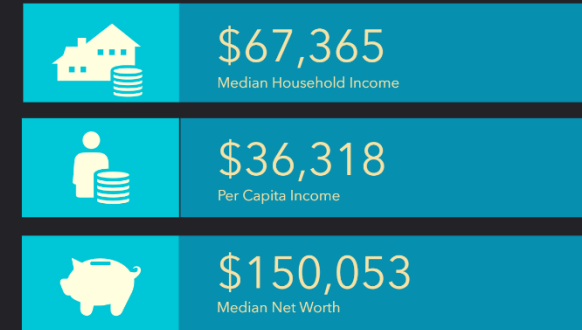 $67,365
Median Household Income
$36,318
Per Capita Income
$150,053
Median Net Worth